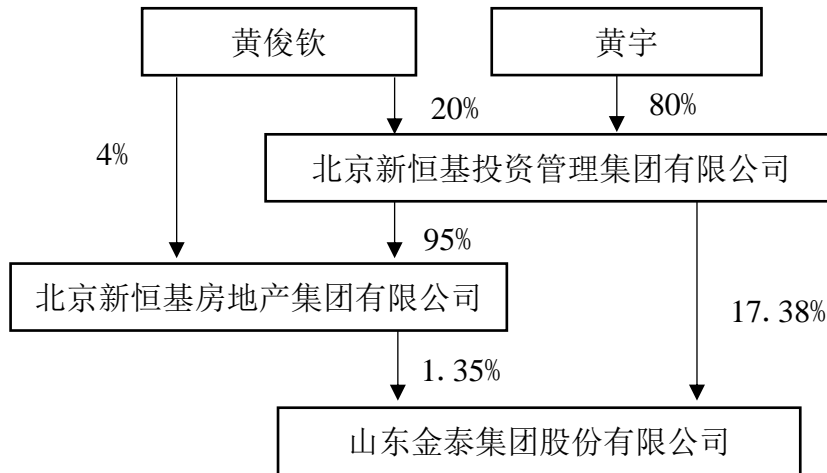 黄俊钦
黄宇
20%
80%
4%
北京新恒基投资管理集团有限公司
95%
北京新恒基房地产集团有限公司
17.38%
1.35%
山东金泰集团股份有限公司